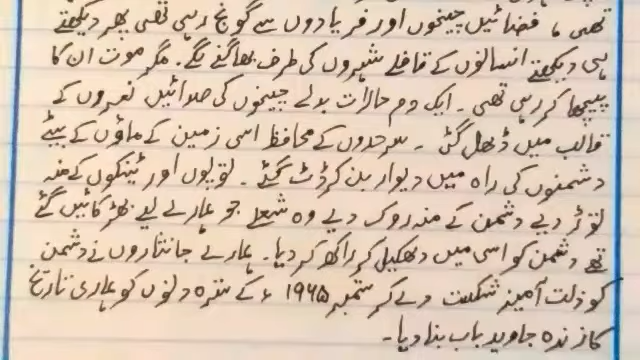 تھی ، فضائیں چیخوں اور فریادوں سے گونج رہی تھی پھر دیکھتے
ہی دیکھتے انسانوں کے قافلے شہروں کی طرف بھاگنے لگے۔ مگر موت ان کا
پیچھا کر رہی تھی۔ ایک دم حالات بدلے چیخوں کی صدائیں نعروں کے
قالب میں ڈھل گئی ۔ سرحدوں کے محافظ اسی زمین کے ماؤں کے بیٹے
دشمنوں کی راہ میں دیوار بن کر ڈٹ گئے۔ توپوں اور ٹینکوں کے منہ
توڑ دیے دشمن کے منہ روک دیے وہ شعلے جو ہمارے لیے بھڑکائیں گئے
تھے دشمن کو اسی میں دھکیل کر راکھ کر دیا۔ ہمارے جانثاروں نے دشمن
کو ذلت آمیز شکست دے کر ستمبر ۱۹۶۵ ء کے سترہ دنوں کو ہماری تاریخ
کا زندہ جاوید باب بنا دیا۔